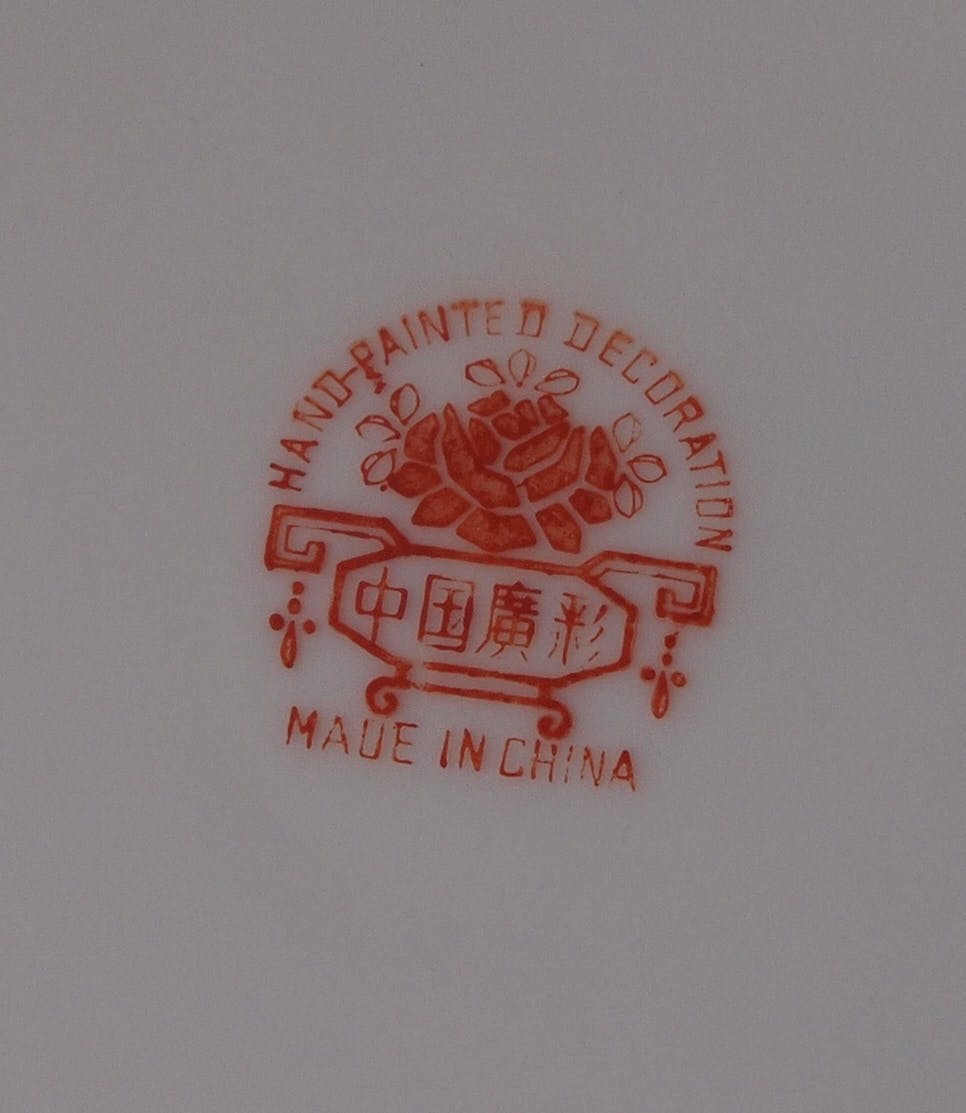 HAND-PAINTED DECORATION
中国廣彩
MADE IN CHINA